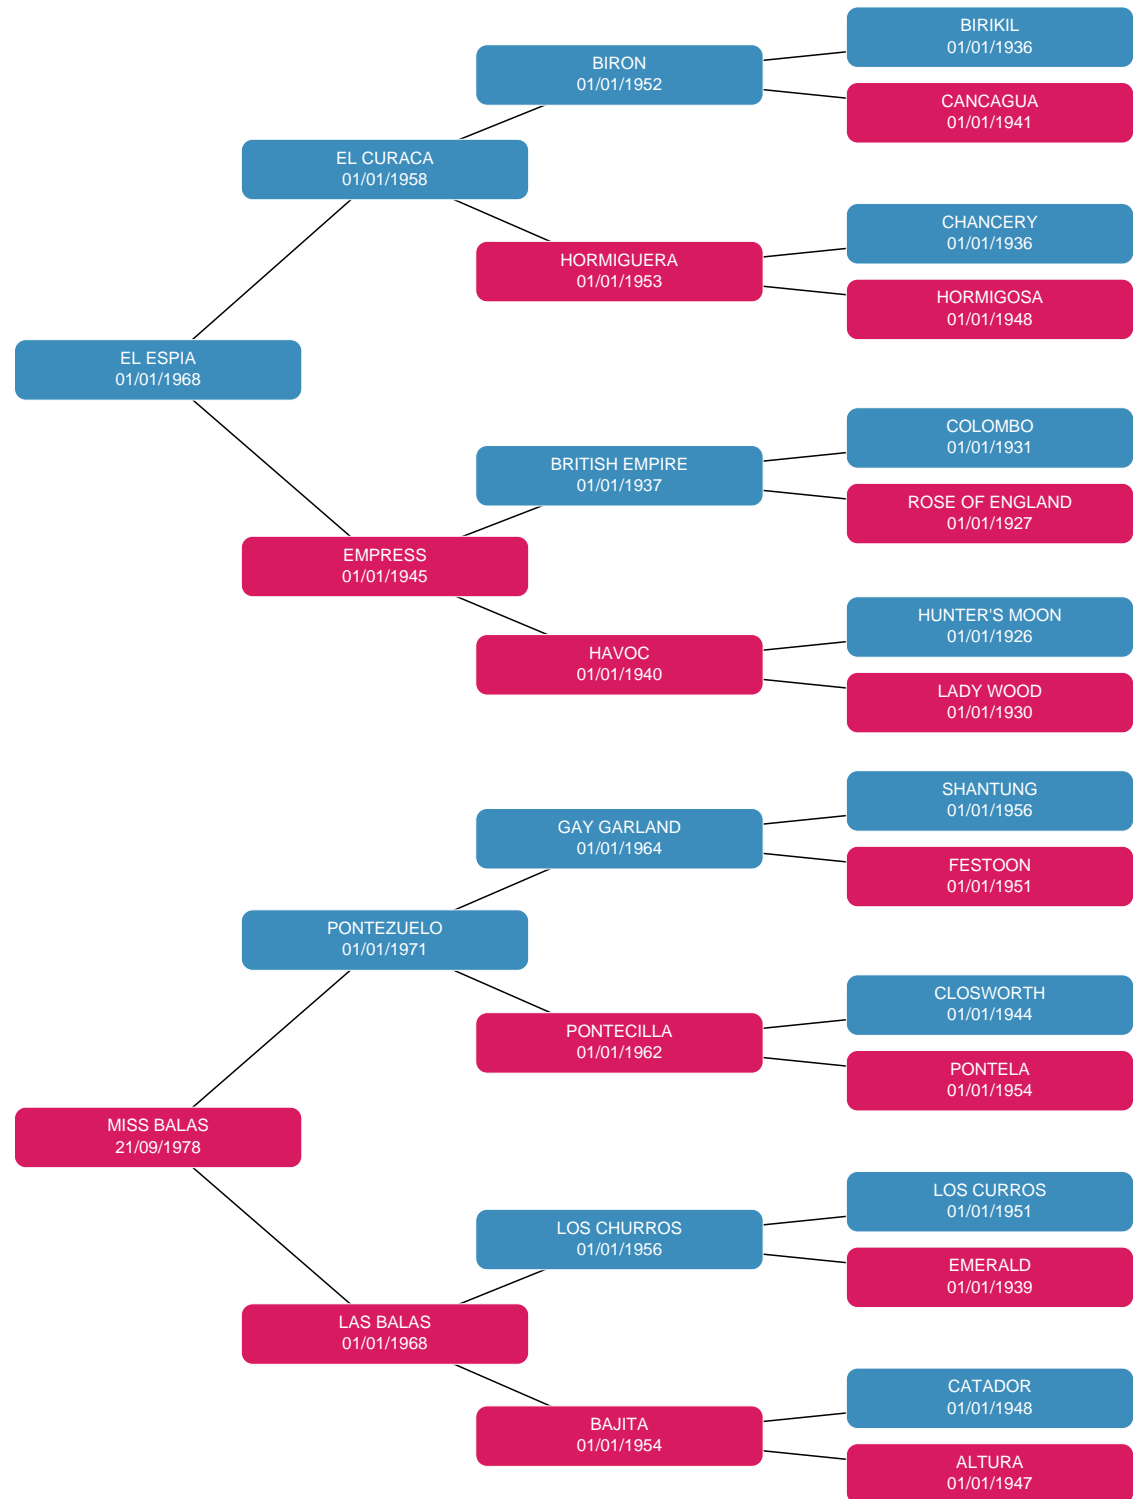 BIRIKIL
01/01/1936
BIRON
01/01/1952
CANCAGUA
01/01/1941
EL CURACA
01/01/1958
CHANCERY
01/01/1936
HORMIGUERA
01/01/1953
HORMIGOSA
01/01/1948
EL ESPIA
01/01/1968
COLOMBO
01/01/1931
BRITISH EMPIRE
01/01/1937
ROSE OF ENGLAND
01/01/1927
EMPRESS
01/01/1945
HUNTER'S MOON
01/01/1926
HAVOC
01/01/1940
LADY WOOD
01/01/1930
SHANTUNG
01/01/1956
GAY GARLAND
01/01/1964
FESTOON
01/01/1951
PONTEZUELO
01/01/1971
CLOSWORTH
01/01/1944
PONTECILLA
01/01/1962
PONTELA
01/01/1954
MISS BALAS
21/09/1978
LOS CURROS
01/01/1951
LOS CHURROS
01/01/1956
EMERALD
01/01/1939
LAS BALAS
01/01/1968
CATADOR
01/01/1948
BAJITA
01/01/1954
ALTURA
01/01/1947